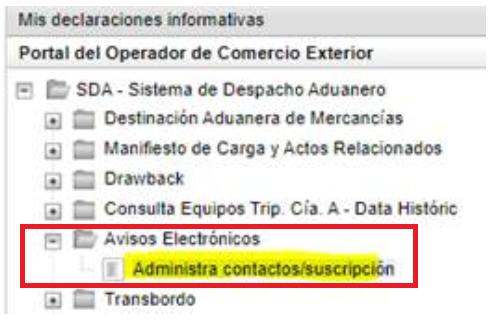 Mis declaraciones informativas
Portal del Operador de Comercio Exterior
SDA - Sistema de Despacho Aduanero
Destinación Aduanera de Mercancías
Manifiesto de Carga y Actos Relacionados
Drawback
Consulta Equipos Trip. Cía. A - Data Históric
Avisos Electrónicos
Administra contactos/suscripción
Transbordo